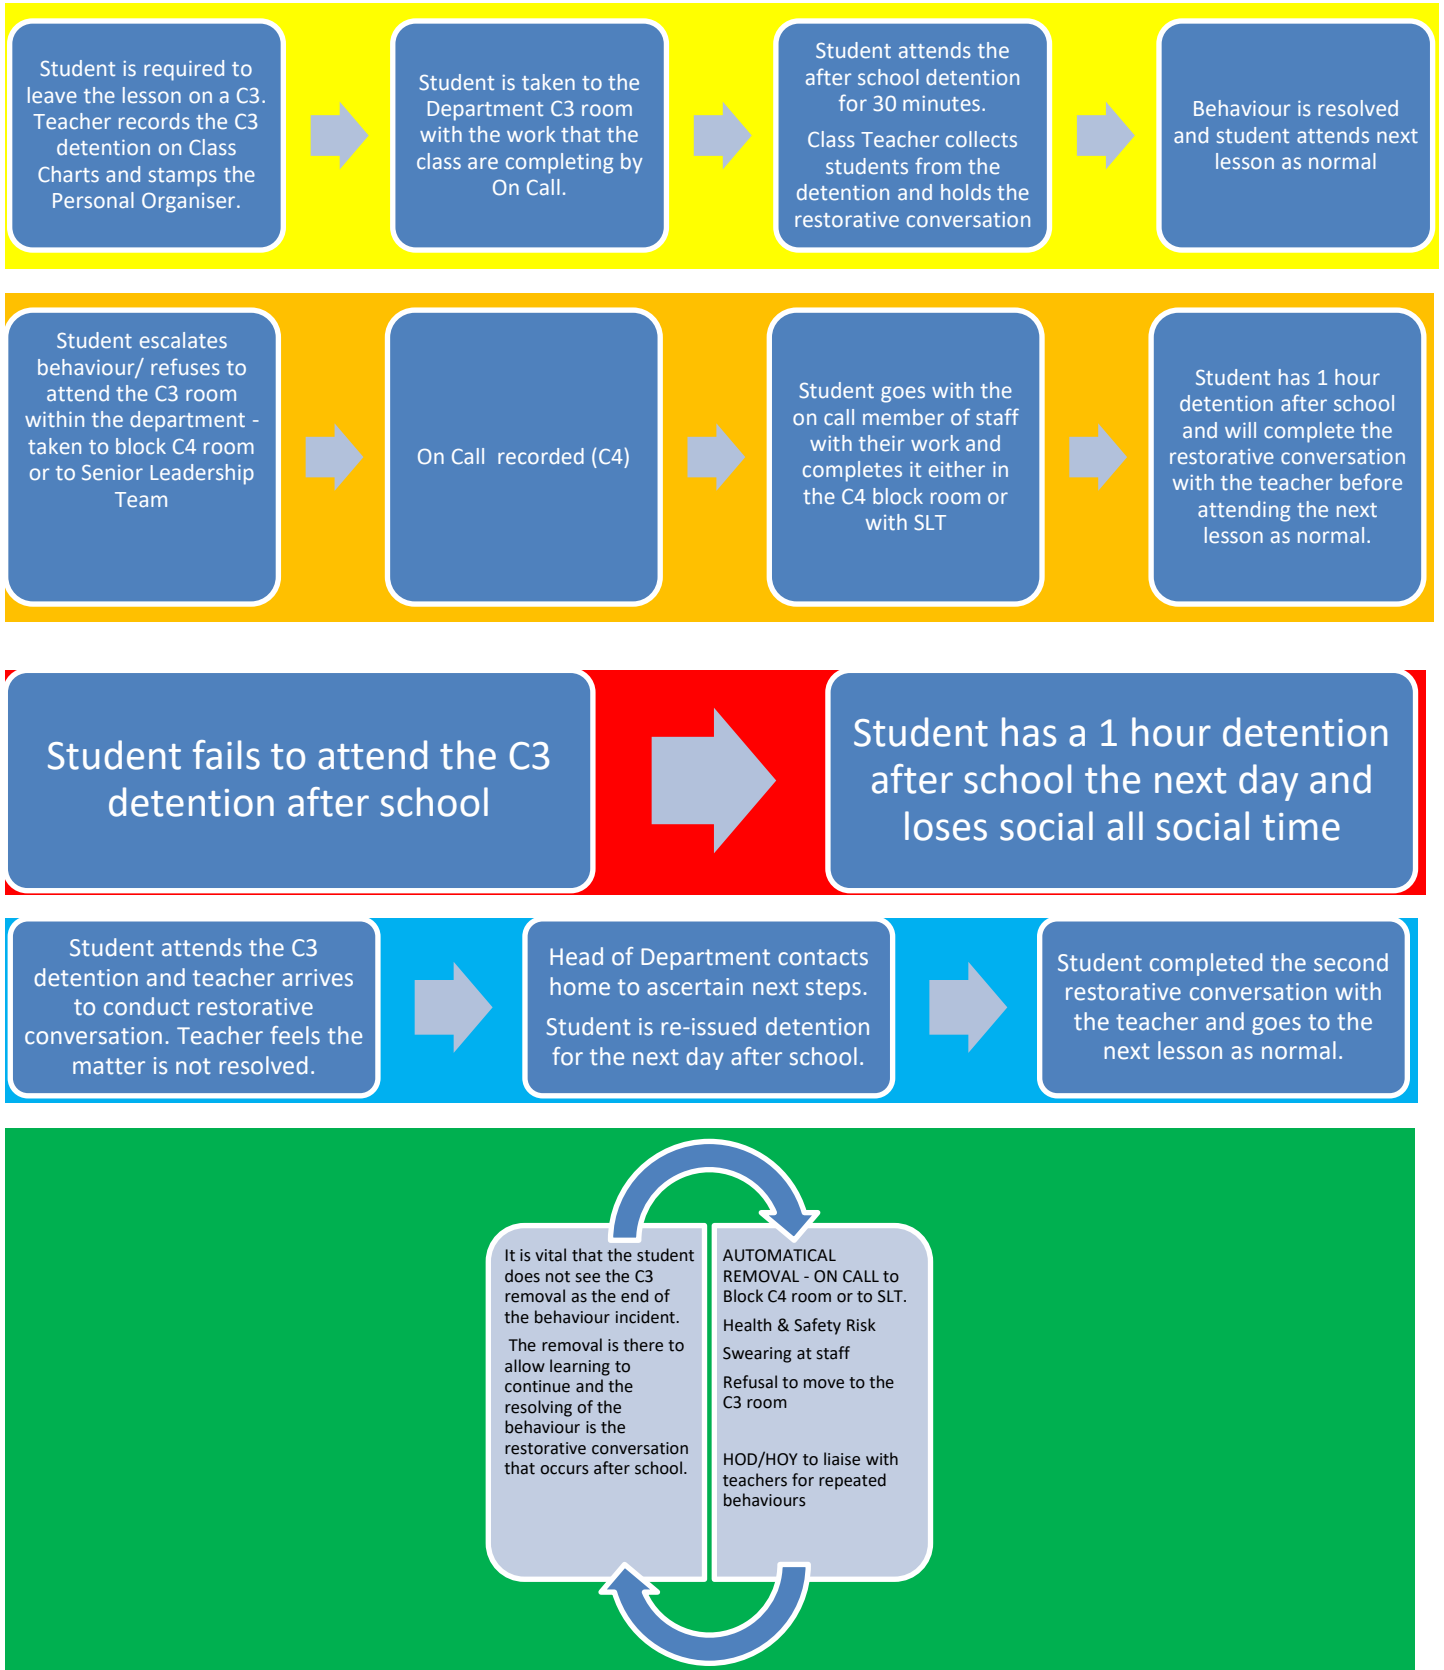 Student is required to
leave the lesson on a C3.
Teacher records the C3
detention on Class
Charts and stamps the
Personal Organiser.
Student is taken to the
Department C3 room
with the work that the
class are completing by
On Call.
Student attends the
after school detention
for 30 minutes.
Class Teacher collects
students from the
detention and holds the
restorative conversation
Behaviour is resolved
and student attends next
lesson as normal
Student escalates
behaviour/ refuses to
attend the C3 room
within the department -
taken to block C4 room
or to Senior Leadership
Team
On Call  recorded (C4)
Student goes with the
on call member of staff
with their work and
completes it either in
the C4 block room or
with SLT
Student has 1 hour
detention after school
and will complete the
restorative conversation
with the teacher before
attending the next
lesson as normal.
Student fails to attend the C3
detention after school
Student has a 1 hour detention
after school the next day and
loses social all social time
Student attends the C3
detention and teacher arrives
to conduct restorative
conversation. Teacher feels the
matter is not resolved.
Head of Department contacts
home to ascertain next steps.
Student is re-issued detention
for the next day after school.
Student completed the second
restorative conversation with
the teacher and goes to the
next lesson as normal.
It is vital that the student
does not see the C3
removal as the end of
the behaviour incident.
The removal is there to
allow learning to
continue and the
resolving of the
behaviour is the
restorative conversation
that occurs after school.
AUTOMATICAL
REMOVAL - ON CALL to
Block C4 room or to SLT.
Health & Safety Risk
Swearing at staff
Refusal to move to the
C3 room
HOD/HOY to liaise with
teachers for repeated
behaviours